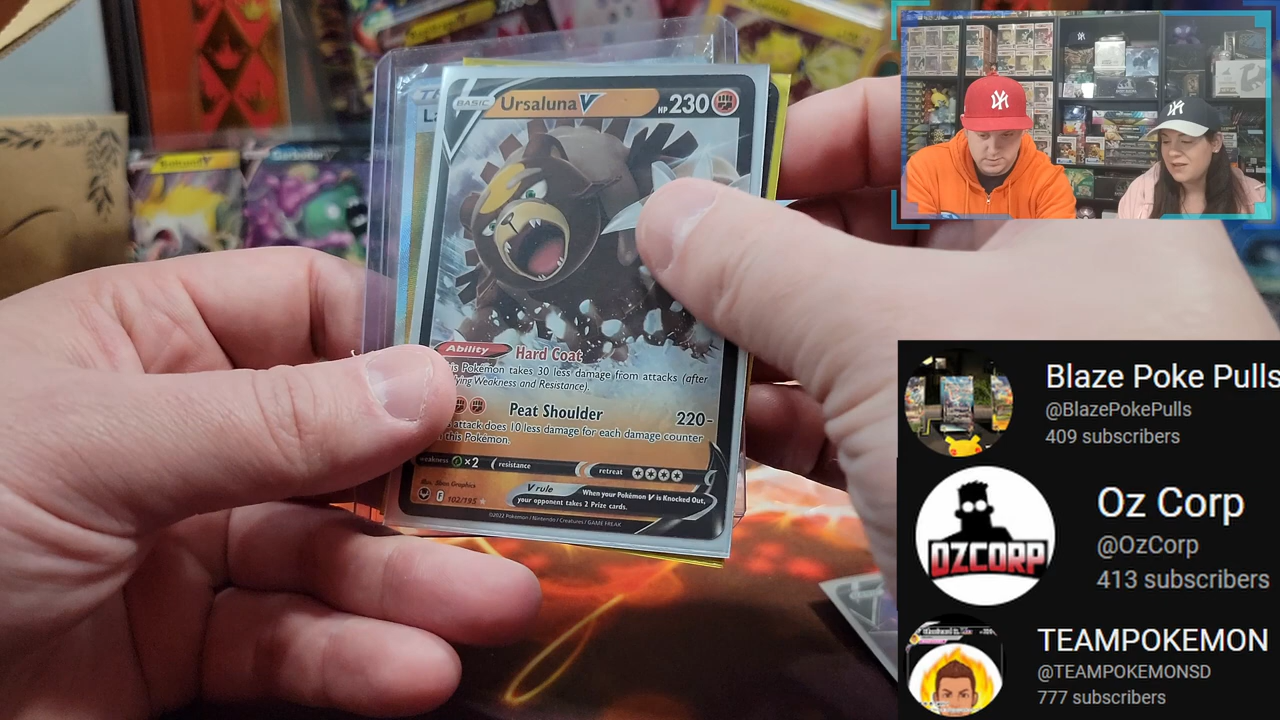 BASIC Ursaluna V HP 230
Ability Hard Coat
Pokémon takes 30 less damage from attacks (after
Weakness and Resistance).
Peat Shoulder 220-
attack does 10 less damage for each damage counter
this Pokémon.
weakness ×2 resistance retreat
V rule When your Pokémon V is Knocked Out,
your opponent takes 2 Prize cards.
F 102/195
©2022 Pokémon / Nintendo / Creatures / GAME FREAK
Blaze Poke Pulls
@BlazePokePulls
409 subscribers
OZCORP
Oz Corp
@OzCorp
413 subscribers
TEAMPOKEMON
@TEAMPOKEMONSD
777 subscribers